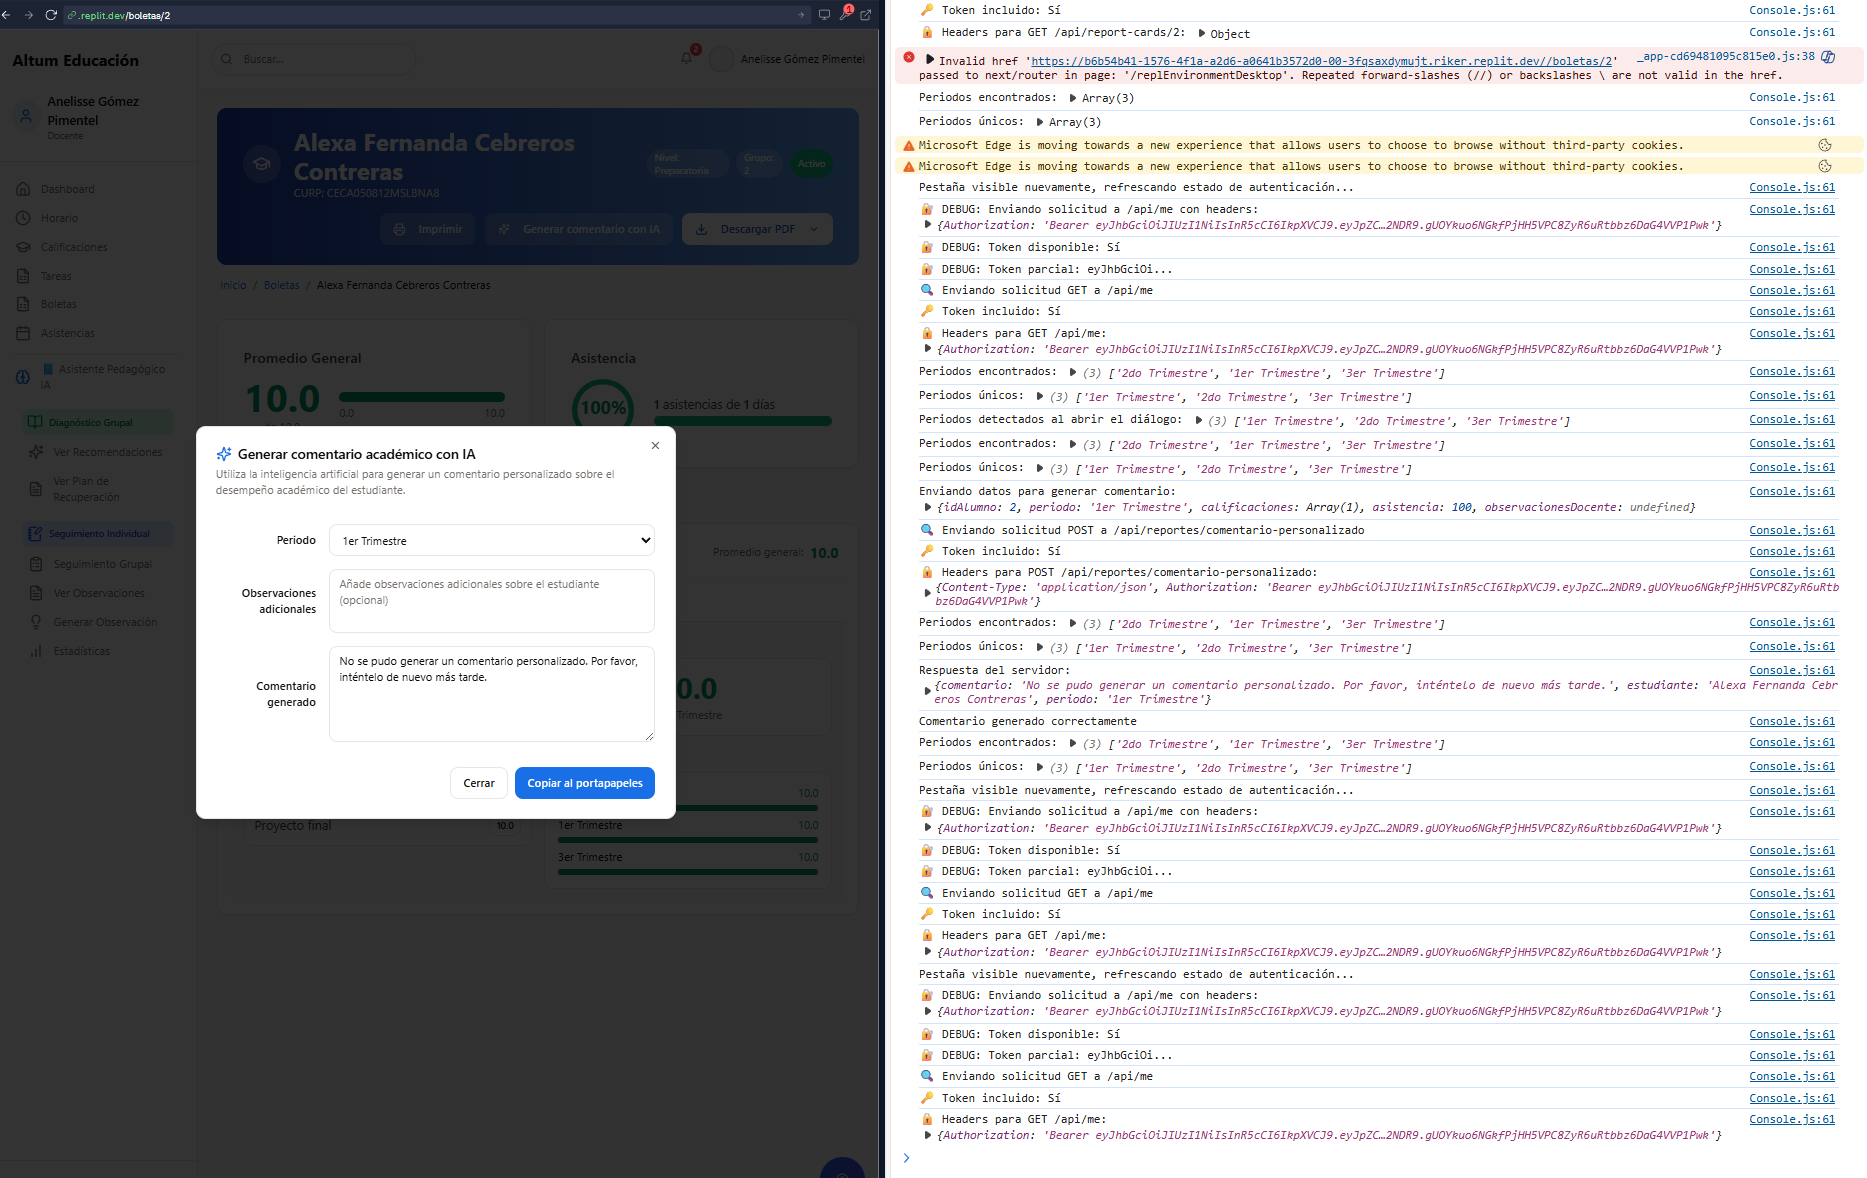 .replit.dev/boletas/2
1
Altum Educación
Anelisse Gómez
Pimentel
Docente
Dashboard
Horario
Calificaciones
Tareas
Boletas
Asistencias
Asistente Pedagógico
IA
Diagnóstico Grupal
Ver Recomendaciones
Ver Plan de
Recuperación
Seguimiento Individual
Seguimiento Grupal
Ver Observaciones
Generar Observación
Estadísticas
Buscar...
2
Anelisse Gómez Pimentel
Alexa Fernanda Cebreros
Contreras
CURP: CECA050812MSLBNA8
Nivel:
Preparatoria
Grupo:
2
Activo
Imprimir
Generar comentario con IA
Descargar PDF
Inicio / Boletas / Alexa Fernanda Cebreros Contreras
Promedio General
10.0
0.0
10.0
Asistencia
100%
1 asistencias de 1 días
Promedio general: 10.0
0.0
Trimestre
10.0
1er Trimestre 10.0
3er Trimestre 10.0
Proyecto final 10.0
Generar comentario académico con IA
Utiliza la inteligencia artificial para generar un comentario personalizado sobre el
desempeño académico del estudiante.
Periodo
1er Trimestre
Observaciones
adicionales
Añade observaciones adicionales sobre el estudiante
(opcional)
Comentario
generado
No se pudo generar un comentario personalizado. Por favor,
inténtelo de nuevo más tarde.
Cerrar
Copiar al portapapeles
Token incluido: Sí Console.js:61
Headers para GET /api/report-cards/2: Object Console.js:61
Invalid href 'https://b6b54b41-1576-4f1a-a2d6-a0641b3572d0-00-3fqsaxdymujt.riker.replit.dev//boletas/2' _app-cd69481095c815e0.js:38
passed to next/router in page: '/replEnvironmentDesktop'. Repeated forward-slashes (//) or backslashes \ are not valid in the href.
Periodos encontrados: Array(3) Console.js:61
Periodos únicos: Array(3) Console.js:61
Microsoft Edge is moving towards a new experience that allows users to choose to browse without third-party cookies.
Microsoft Edge is moving towards a new experience that allows users to choose to browse without third-party cookies.
Pestaña visible nuevamente, refrescando estado de autenticación... Console.js:61
DEBUG: Enviando solicitud a /api/me con headers: Console.js:61
{Authorization: 'Bearer eyJhbGciOiJIUzI1NiIsInR5cCI6IkpXVCJ9.eyJpZC…2NDR9.gUOYkuo6NGkfPjHH5VPC8ZyR6uRtbbz6DaG4VVP1Pwk'}
DEBUG: Token disponible: Sí Console.js:61
DEBUG: Token parcial: eyJhbGciOi... Console.js:61
Enviando solicitud GET a /api/me Console.js:61
Token incluido: Sí Console.js:61
Headers para GET /api/me: Console.js:61
{Authorization: 'Bearer eyJhbGciOiJIUzI1NiIsInR5cCI6IkpXVCJ9.eyJpZC…2NDR9.gUOYkuo6NGkfPjHH5VPC8ZyR6uRtbbz6DaG4VVP1Pwk'}
Periodos encontrados: (3) ['2do Trimestre', '1er Trimestre', '3er Trimestre'] Console.js:61
Periodos únicos: (3) ['1er Trimestre', '2do Trimestre', '3er Trimestre'] Console.js:61
Periodos detectados al abrir el diálogo: (3) ['1er Trimestre', '2do Trimestre', '3er Trimestre'] Console.js:61
Periodos encontrados: (3) ['2do Trimestre', '1er Trimestre', '3er Trimestre'] Console.js:61
Periodos únicos: (3) ['1er Trimestre', '2do Trimestre', '3er Trimestre'] Console.js:61
Enviando datos para generar comentario: Console.js:61
{idAlumno: 2, periodo: '1er Trimestre', calificaciones: Array(1), asistencia: 100, observacionesDocente: undefined}
Enviando solicitud POST a /api/reportes/comentario-personalizado Console.js:61
Token incluido: Sí Console.js:61
Headers para POST /api/reportes/comentario-personalizado: Console.js:61
{Content-Type: 'application/json', Authorization: 'Bearer eyJhbGciOiJIUzI1NiIsInR5cCI6IkpXVCJ9.eyJpZC…2NDR9.gUOYkuo6NGkfPjHH5VPC8ZyR6uRtb
bz6DaG4VVP1Pwk'}
Periodos encontrados: (3) ['2do Trimestre', '1er Trimestre', '3er Trimestre'] Console.js:61
Periodos únicos: (3) ['1er Trimestre', '2do Trimestre', '3er Trimestre'] Console.js:61
Respuesta del servidor: Console.js:61
{comentario: 'No se pudo generar un comentario personalizado. Por favor, inténtelo de nuevo más tarde.', estudiante: 'Alexa Fernanda Cebr
eros Contreras', periodo: '1er Trimestre'}
Comentario generado correctamente Console.js:61
Periodos encontrados: (3) ['2do Trimestre', '1er Trimestre', '3er Trimestre'] Console.js:61
Periodos únicos: (3) ['1er Trimestre', '2do Trimestre', '3er Trimestre'] Console.js:61
Pestaña visible nuevamente, refrescando estado de autenticación... Console.js:61
DEBUG: Enviando solicitud a /api/me con headers: Console.js:61
{Authorization: 'Bearer eyJhbGciOiJIUzI1NiIsInR5cCI6IkpXVCJ9.eyJpZC…2NDR9.gUOYkuo6NGkfPjHH5VPC8ZyR6uRtbbz6DaG4VVP1Pwk'}
DEBUG: Token disponible: Sí Console.js:61
DEBUG: Token parcial: eyJhbGciOi... Console.js:61
Enviando solicitud GET a /api/me Console.js:61
Token incluido: Sí Console.js:61
Headers para GET /api/me: Console.js:61
{Authorization: 'Bearer eyJhbGciOiJIUzI1NiIsInR5cCI6IkpXVCJ9.eyJpZC…2NDR9.gUOYkuo6NGkfPjHH5VPC8ZyR6uRtbbz6DaG4VVP1Pwk'}
Pestaña visible nuevamente, refrescando estado de autenticación... Console.js:61
DEBUG: Enviando solicitud a /api/me con headers: Console.js:61
{Authorization: 'Bearer eyJhbGciOiJIUzI1NiIsInR5cCI6IkpXVCJ9.eyJpZC…2NDR9.gUOYkuo6NGkfPjHH5VPC8ZyR6uRtbbz6DaG4VVP1Pwk'}
DEBUG: Token disponible: Sí Console.js:61
DEBUG: Token parcial: eyJhbGciOi... Console.js:61
Enviando solicitud GET a /api/me Console.js:61
Token incluido: Sí Console.js:61
Headers para GET /api/me: Console.js:61
{Authorization: 'Bearer eyJhbGciOiJIUzI1NiIsInR5cCI6IkpXVCJ9.eyJpZC…2NDR9.gUOYkuo6NGkfPjHH5VPC8ZyR6uRtbbz6DaG4VVP1Pwk'}